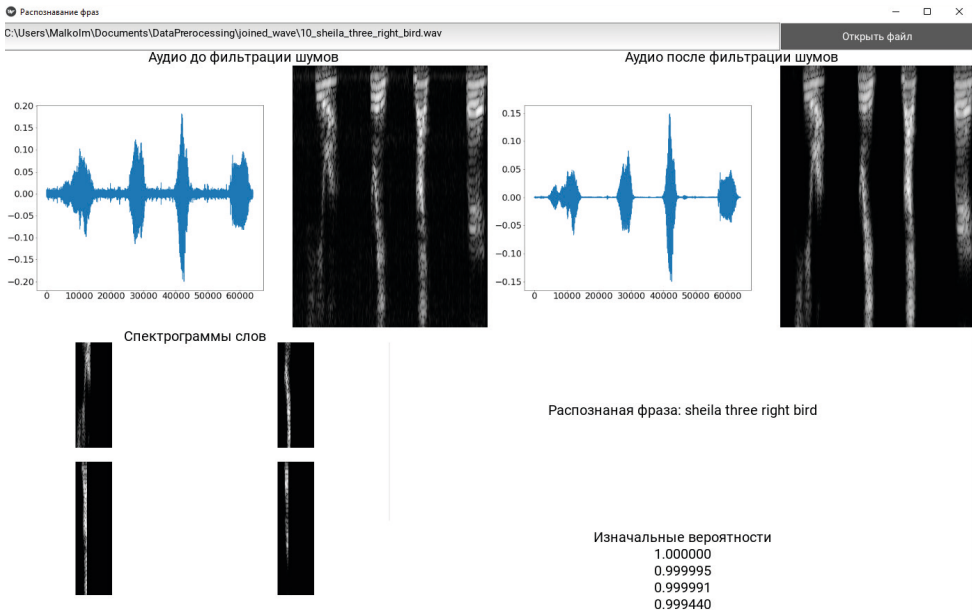 Распознавание фраз
C:\Users\Malkolm\Documents\DataPrerocessing\joined_wave\10_sheila_three_right_bird.wav
Открыть файл
Аудио до фильтрации шумов
Аудио после фильтрации шумов
0.20
0.15
0.10
0.05
0.00
−0.05
−0.10
−0.15
−0.20
0 10000 20000 30000 40000 50000 60000
0.15
0.10
0.05
0.00
−0.05
−0.10
−0.15
0 10000 20000 30000 40000 50000 60000
Спектрограммы слов
Распознаная фраза: sheila three right bird
Изначальные вероятности
1.000000
0.999995
0.999991
0.999440